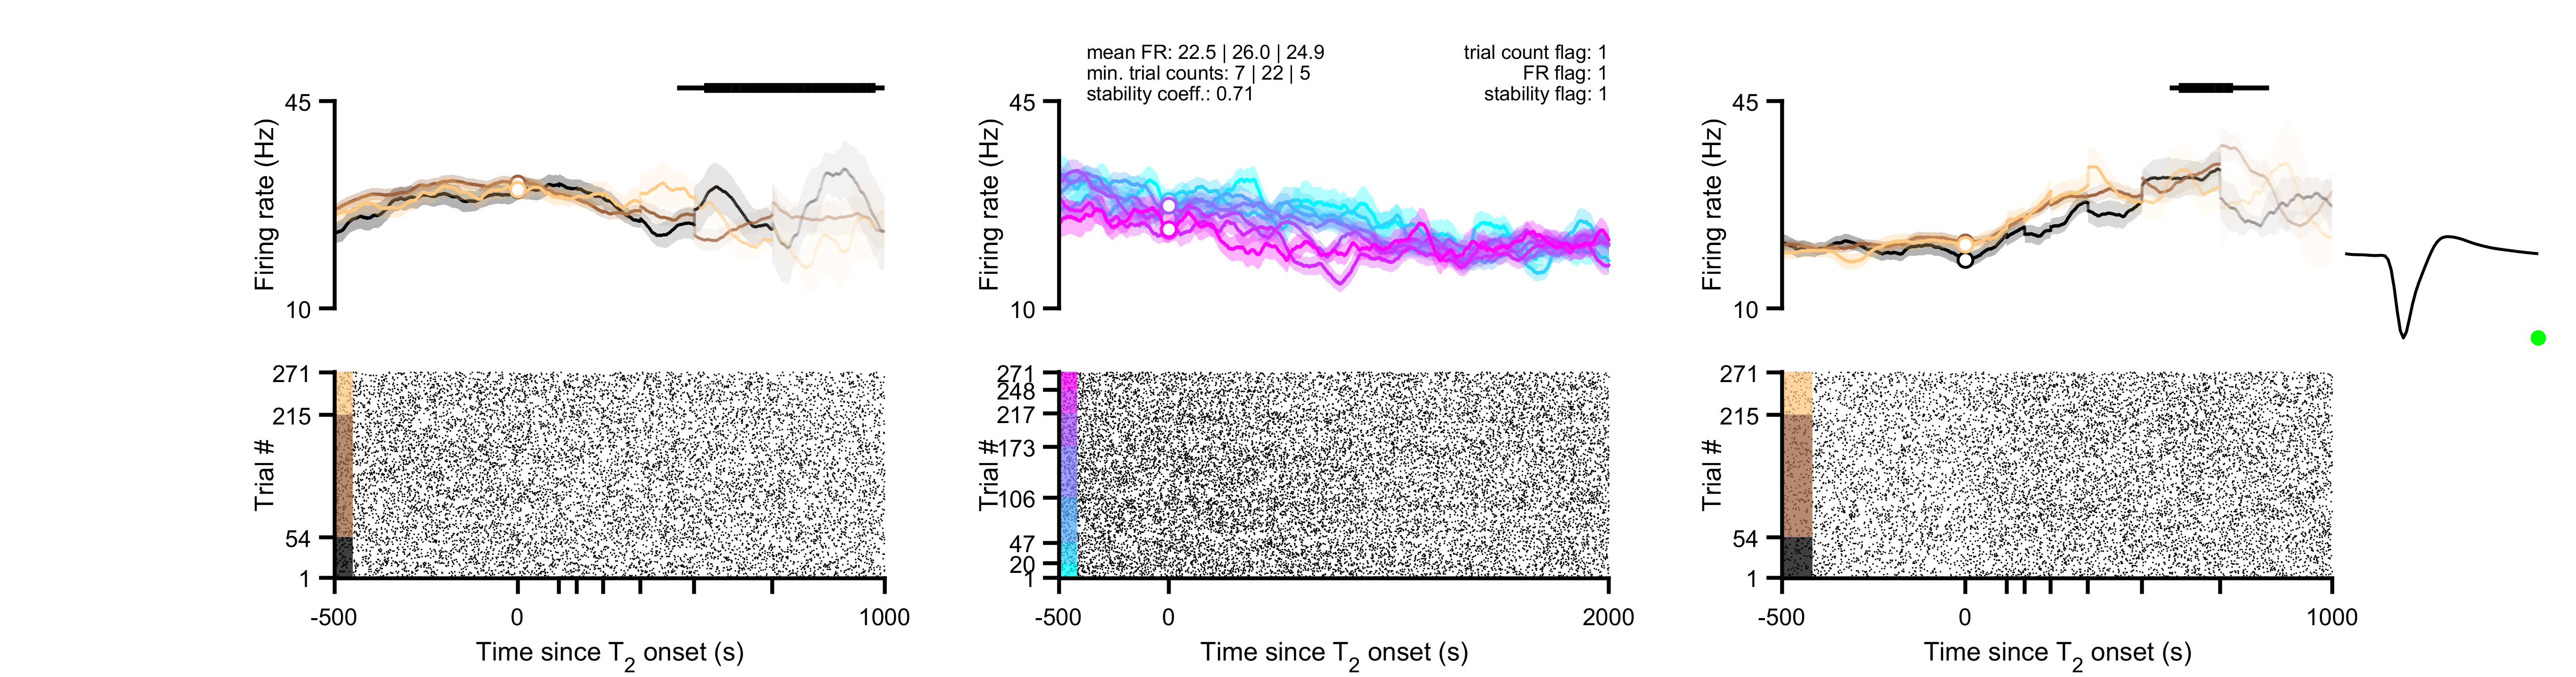 mean FR: 22.5 | 26.0 | 24.9
min. trial counts: 7 | 22 | 5
stability coeff.: 0.71
trial count flag: 1
FR flag: 1
stability flag: 1
45
10
Firing rate (Hz)
271
215
54
1
Trial #
-500
0
1000
Time since T2 onset (s)
45
10
Firing rate (Hz)
271
248
217
173
106
47
20
1
Trial #
-500
0
2000
Time since T2 onset (s)
45
10
Firing rate (Hz)
271
215
54
1
Trial #
-500
0
1000
Time since T2 onset (s)